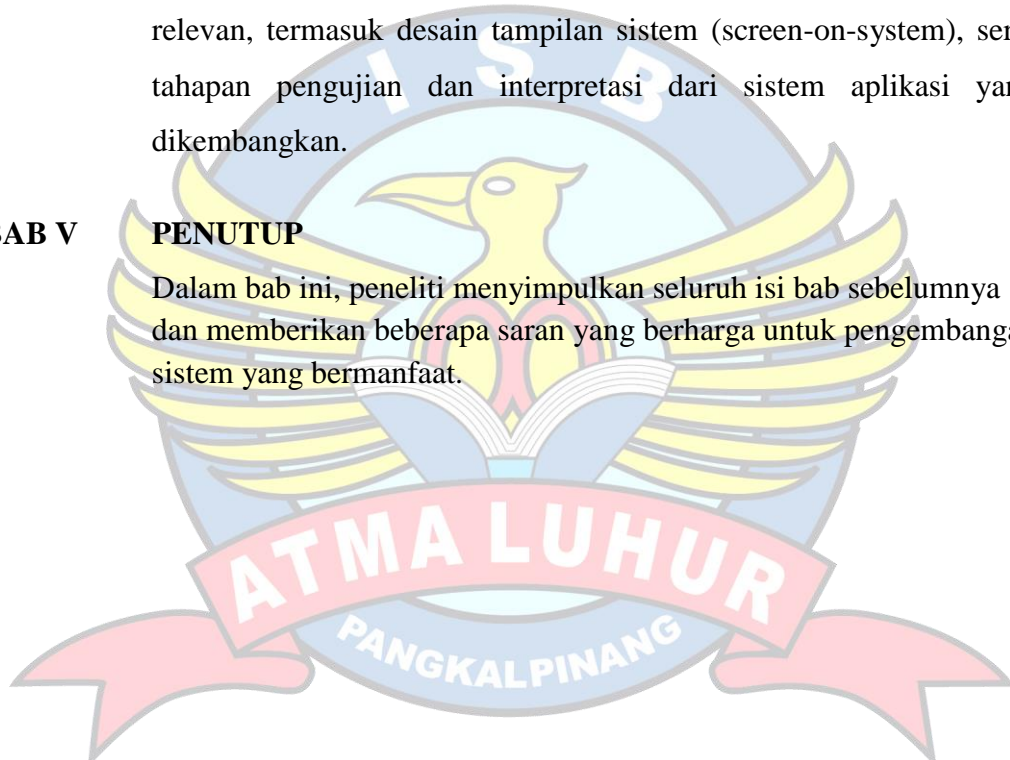 relevan, termasuk desain tampilan sistem (screen-on-system), ser
tahapan pengujian dan interpretasi dari sistem aplikasi yan
dikembangkan.
BAB V PENUTUP
Dalam bab ini, peneliti menyimpulkan seluruh isi bab sebelumnya
dan memberikan beberapa saran yang berharga untuk pengembanga
sistem yang bermanfaat.
I S B
ATMA LUHUR
PANGKALPINANG